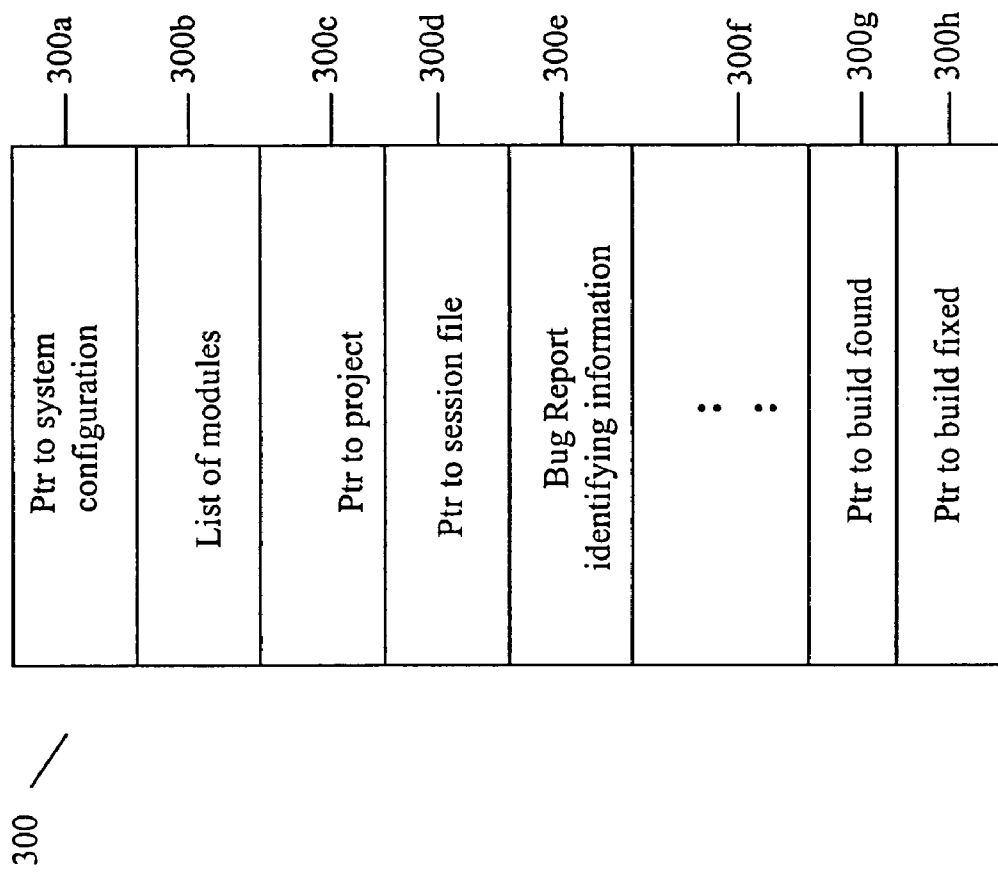 300
Ptr to system
configuration
300a
List of modules
300b
Ptr to project
300c
Ptr to session file
300d
Bug Report
identifying information
300e
300f
Ptr to build found
300g
Ptr to build fixed
300h